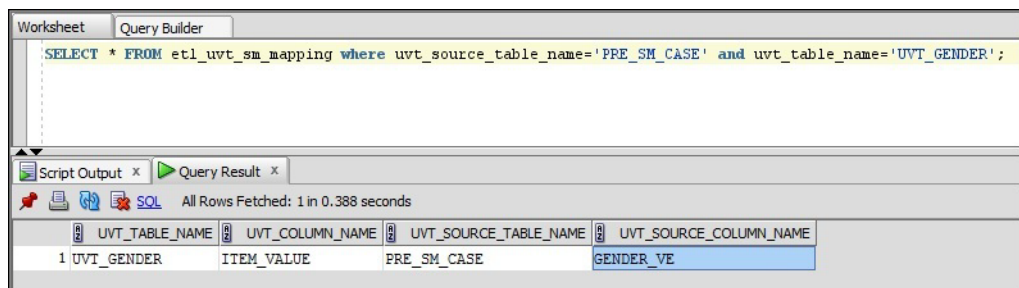 Worksheet Query Builder
SELECT * FROM etl_uvt_sm_mapping where uvt_source_table_name='PRE_SM_CASE' and uvt_table_name='UVT_GENDER';
Script Output x Query Result x
SQL All Rows Fetched: 1 in 0.388 seconds
UVT_TABLE_NAME UVT_COLUMN_NAME UVT_SOURCE_TABLE_NAME UVT_SOURCE_COLUMN_NAME
1 UVT_GENDER ITEM_VALUE PRE_SM_CASE GENDER_VE